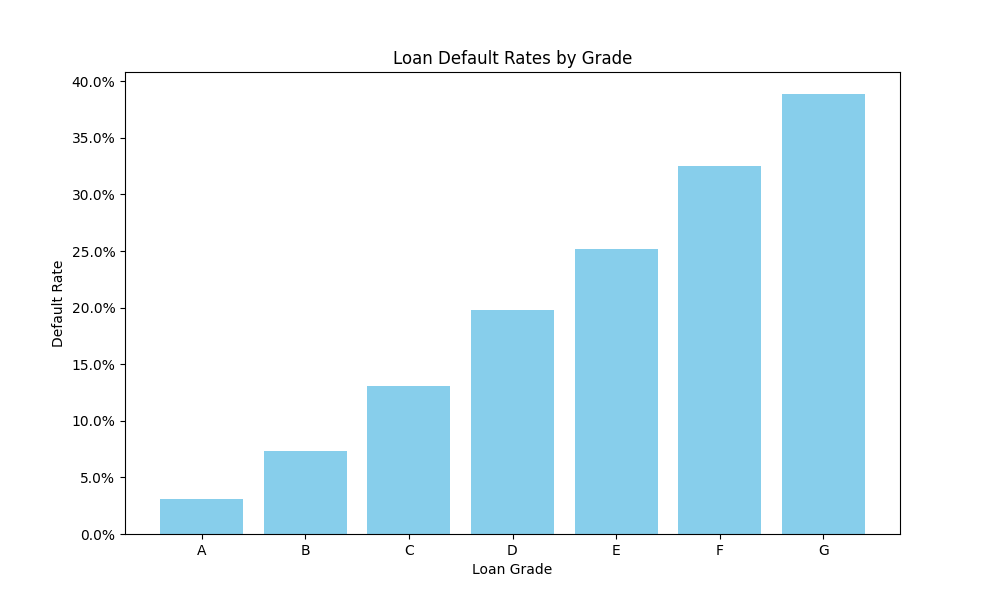 Loan Default Rates by Grade
40.0%
35.0%
30.0%
25.0%
20.0%
15.0%
10.0%
5.0%
0.0%
Default Rate
A B C D E F G
Loan Grade